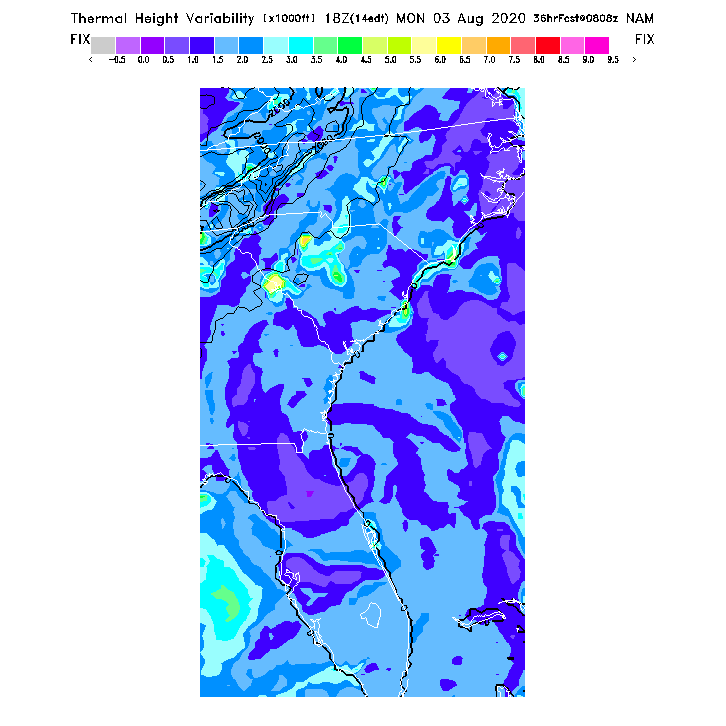 Thermal Height Variability [x1000ft] 18Z(14edt) MON 03 Aug 2020 36hrFcst@0808z NAM
FIX FIX
< -0.5 0.0 0.5 1.0 1.5 2.0 2.5 3.0 3.5 4.0 4.5 5.0 5.5 6.0 6.5 7.0 7.5 8.0 8.5 9.0 9.5 >